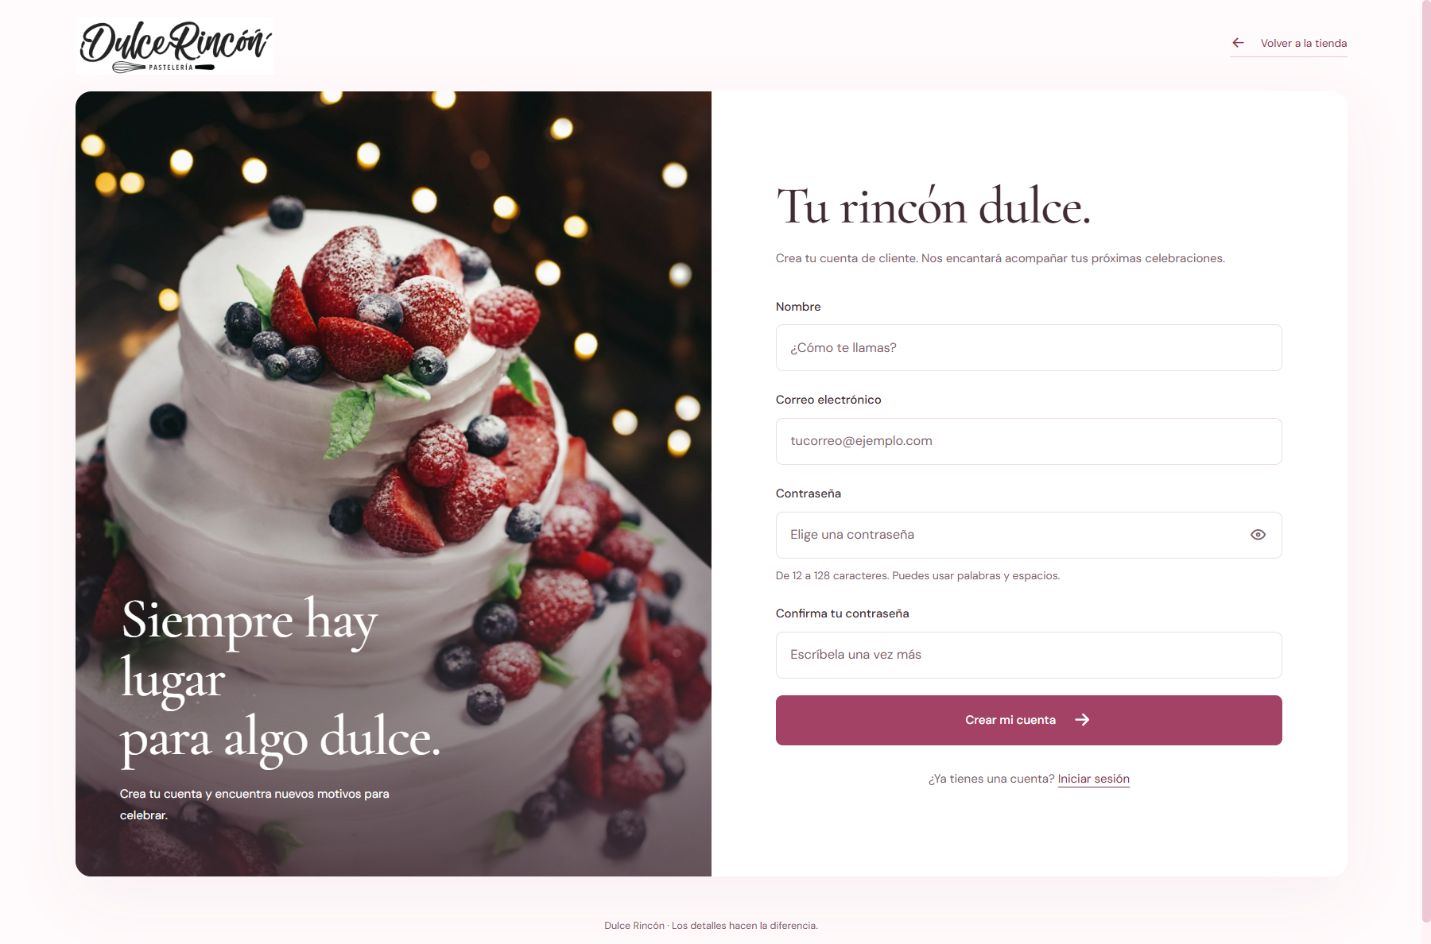 Dulce Rincón
PASTELERÍA
Volver a la tienda
Siempre hay
lugar
para algo dulce.
Crea tu cuenta y encuentra nuevos motivos para
celebrar.
Tu rincón dulce.
Crea tu cuenta de cliente. Nos encantará acompañar tus próximas celebraciones.
Nombre
¿Cómo te llamas?
Correo electrónico
tucorreo@ejemplo.com
Contraseña
Elige una contraseña
De 12 a 128 caracteres. Puedes usar palabras y espacios.
Confirma tu contraseña
Escríbela una vez más
Crear mi cuenta
¿Ya tienes una cuenta? Iniciar sesión
Dulce Rincón · Los detalles hacen la diferencia.